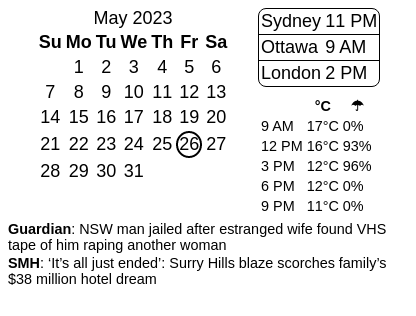 May 2023
Su Mo Tu We Th Fr Sa
1 2 3 4 5 6
7 8 9 10 11 12 13
14 15 16 17 18 19 20
21 22 23 24 25 26 27
28 29 30 31
Sydney 11 PM
Ottawa 9 AM
London 2 PM
°C ☂
9 AM 17°C 0%
12 PM 16°C 93%
3 PM 12°C 96%
6 PM 12°C 0%
9 PM 11°C 0%
Guardian: NSW man jailed after estranged wife found VHS
tape of him raping another woman
SMH: ‘It’s all just ended’: Surry Hills blaze scorches family’s
$38 million hotel dream